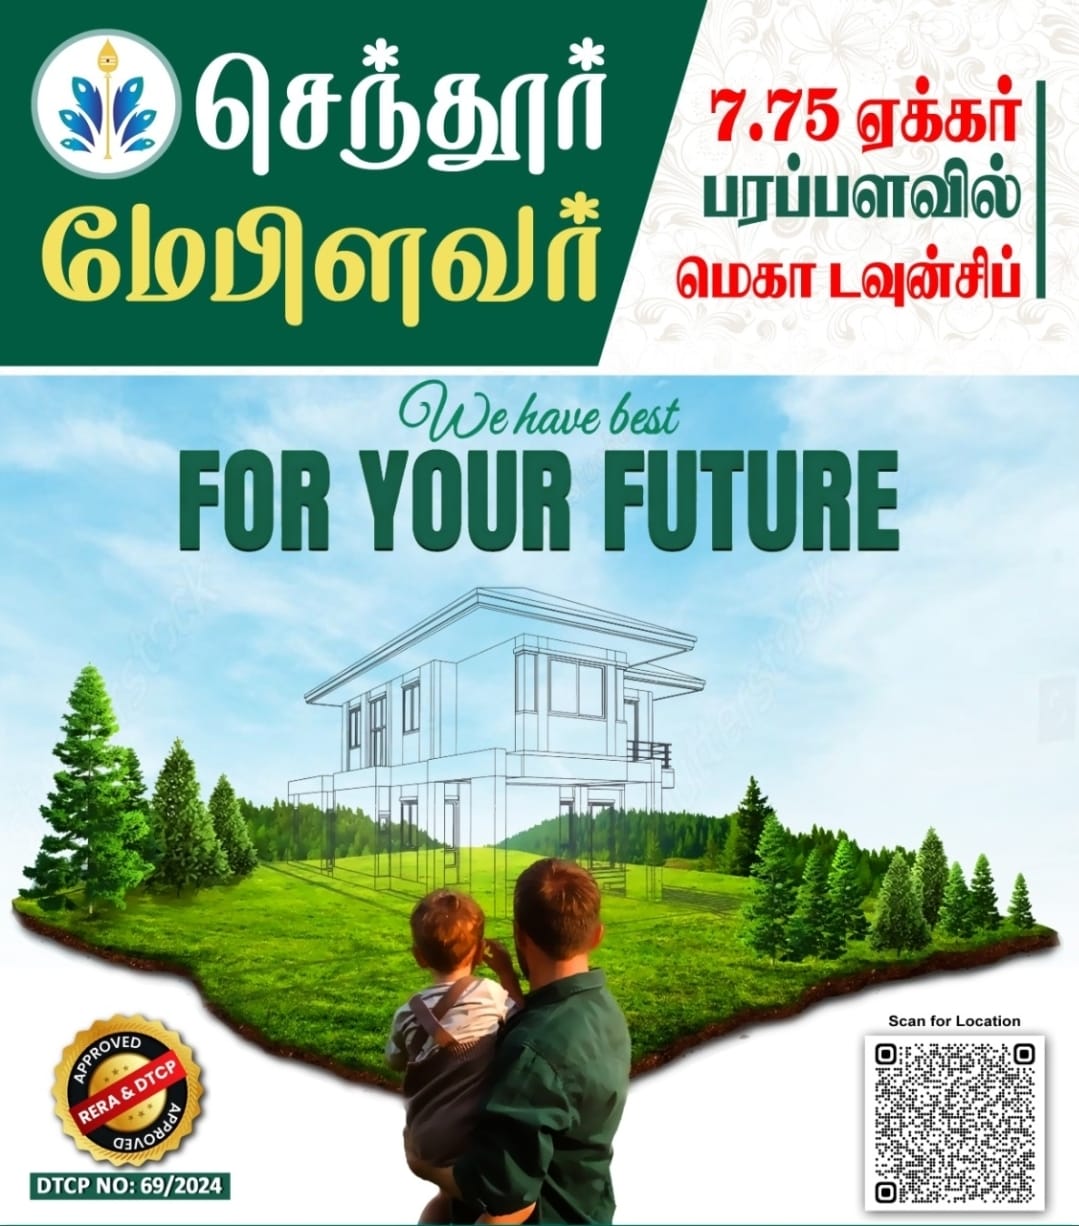 செந்தூர்
மேபிளவர்
7.75 ஏக்கர்
பரப்பளவில்
மெகா டவுன்சிப்
We have best
FOR YOUR FUTURE
APPROVED
RERA & DTCP
APPROVED
DTCP NO: 69/2024
Scan for Location